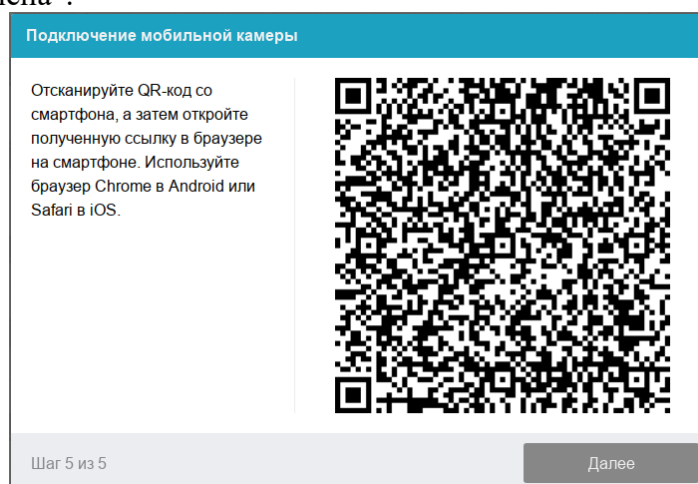 Подключение мобильной камеры
Отсканируйте QR-код со
смартфона, а затем откройте
полученную ссылку в браузере
на смартфоне. Используйте
браузер Chrome в Android или
Safari в iOS.
Шаг 5 из 5
Далее